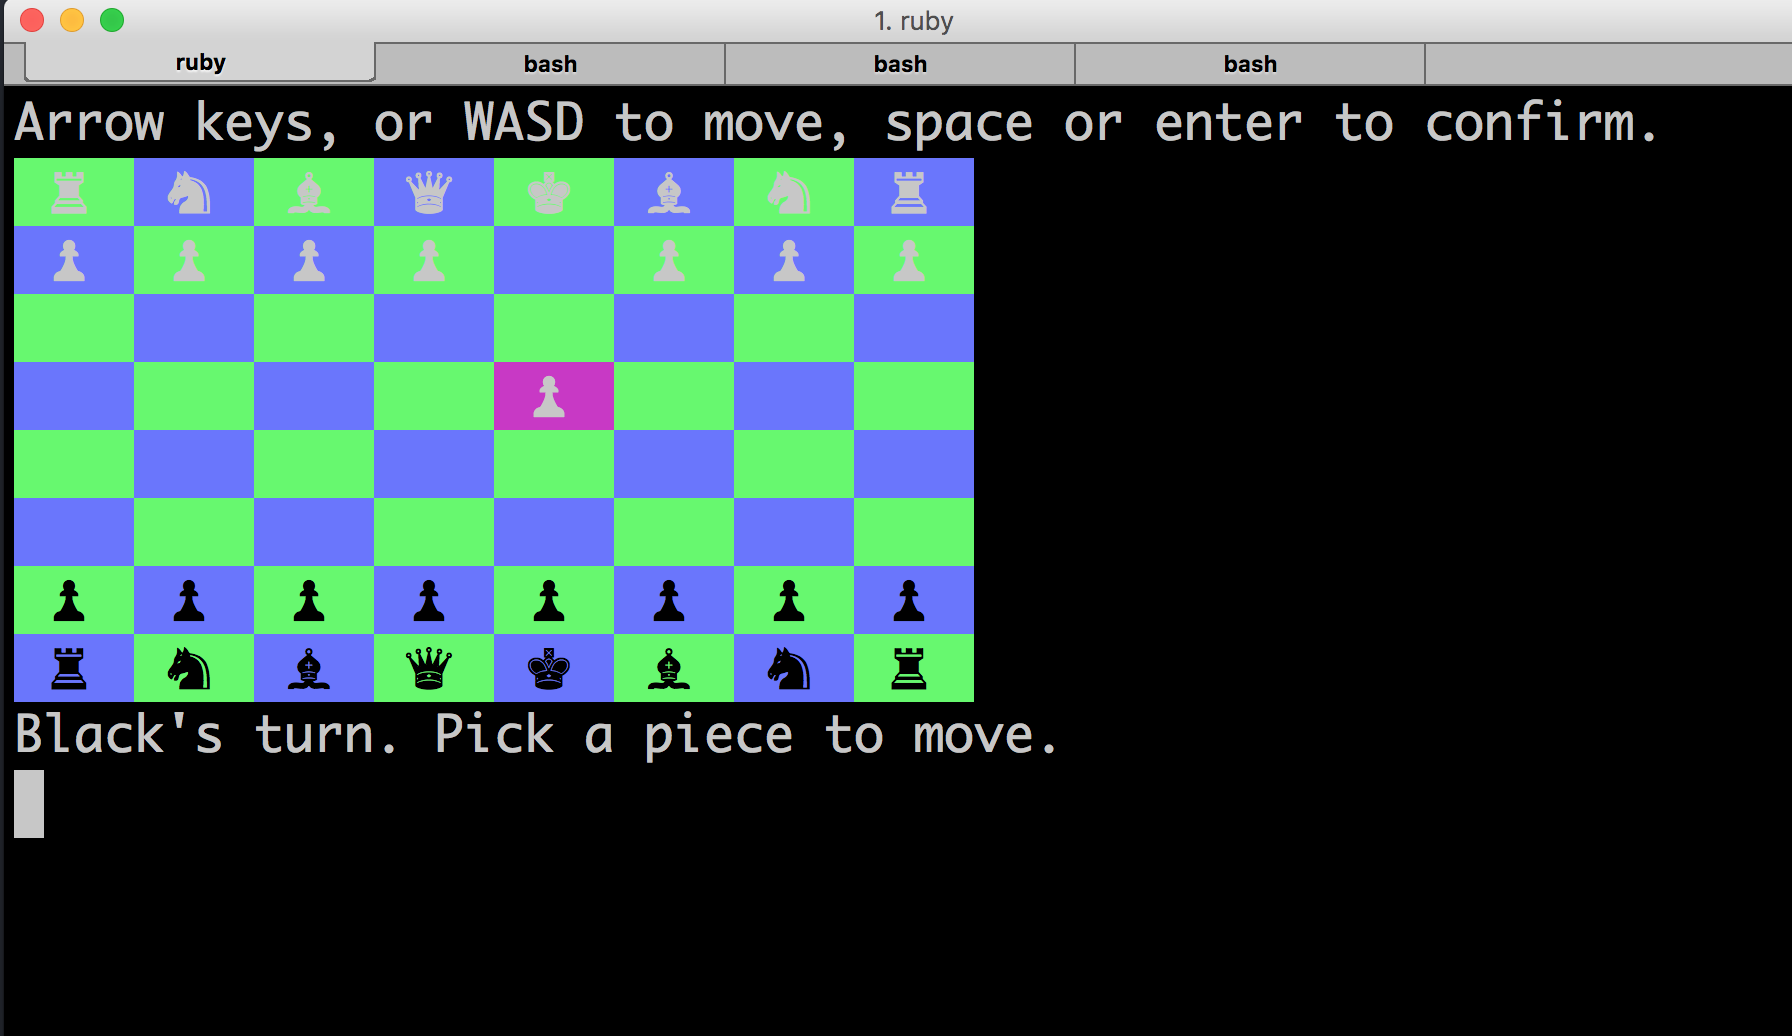 1. ruby
ruby bash bash bash
Arrow keys, or WASD to move, space or enter to confirm.
Black's turn. Pick a piece to move.